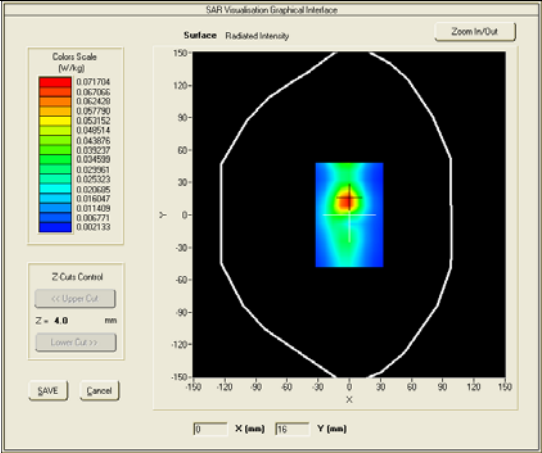 SAR Visualisation Graphical Interface
Surface Radiated Intensity
Zoom In/Out
Colors Scale
(W/kg)
0.071704
0.067066
0.062428
0.057790
0.053152
0.048514
0.043876
0.039237
0.034599
0.029961
0.025323
0.020685
0.016047
0.011409
0.006771
0.002133
Z-Cuts Control
<< Upper Cut
Z = 4.0 mm
Lower Cut >>
SAVE Cancel
150
120
90
60
30
0
-30
-60
-90
-120
-150
Y
-150 -120 -90 -60 -30 0 30 60 90 120 150
X
0 X (mm) 16 Y (mm)